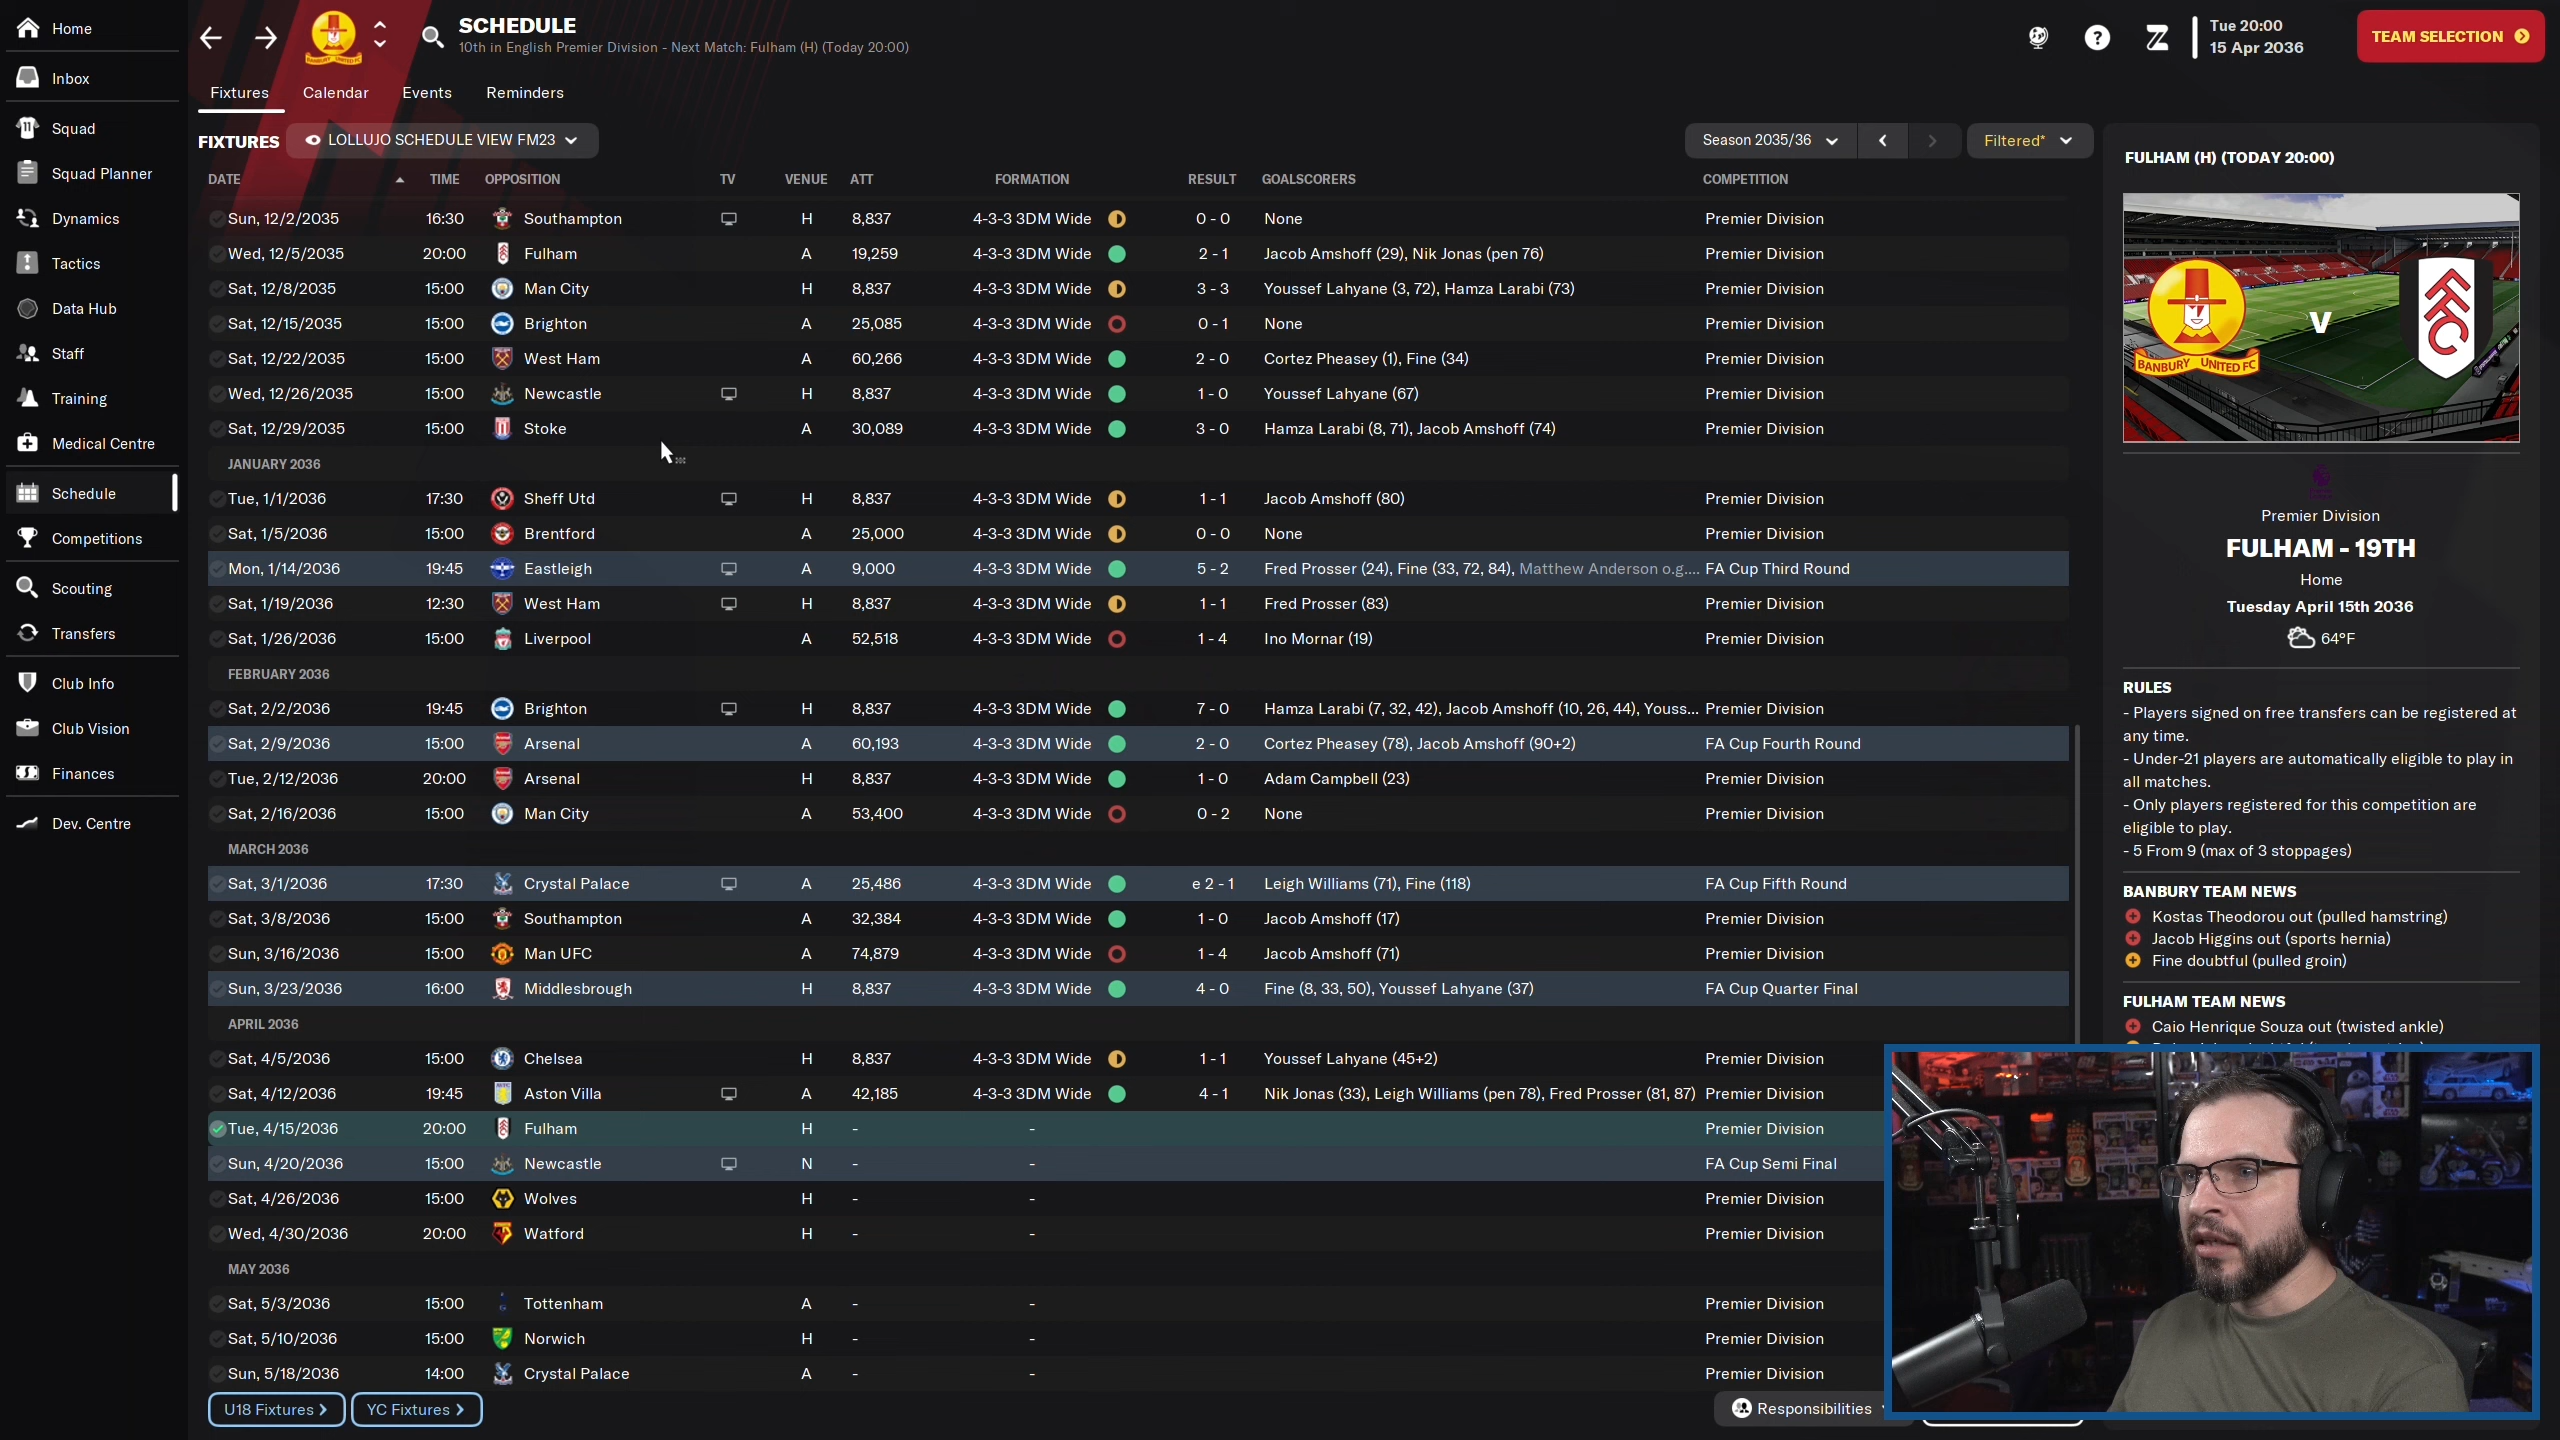 Home
Inbox
Squad
Squad Planner
Dynamics
Tactics
Data Hub
Staff
Training
Medical Centre
Schedule
Competitions
Scouting
Transfers
Club Info
Club Vision
Finances
Dev. Centre
SCHEDULE
10th in English Premier Division - Next Match: Fulham (H) (Today 20:00)
Tue 20:00
15 Apr 2036
TEAM SELECTION
Fixtures Calendar Events Reminders
FIXTURES LOLLUJO SCHEDULE VIEW FM23 Season 2035/36 Filtered*
DATE TIME OPPOSITION TV VENUE ATT FORMATION RESULT GOALSCORERS COMPETITION
Sun, 12/2/2035 16:30 Southampton H 8,837 4-3-3 3DM Wide 0 - 0 None Premier Division
Wed, 12/5/2035 20:00 Fulham A 19,259 4-3-3 3DM Wide 2 - 1 Jacob Amshoff (29), Nik Jonas (pen 76) Premier Division
Sat, 12/8/2035 15:00 Man City H 8,837 4-3-3 3DM Wide 3 - 3 Youssef Lahyane (3, 72), Hamza Larabi (73) Premier Division
Sat, 12/15/2035 15:00 Brighton A 25,085 4-3-3 3DM Wide 0 - 1 None Premier Division
Sat, 12/22/2035 15:00 West Ham A 60,266 4-3-3 3DM Wide 2 - 0 Cortez Pheasey (1), Fine (34) Premier Division
Wed, 12/26/2035 15:00 Newcastle H 8,837 4-3-3 3DM Wide 1 - 0 Youssef Lahyane (67) Premier Division
Sat, 12/29/2035 15:00 Stoke A 30,089 4-3-3 3DM Wide 3 - 0 Hamza Larabi (8, 71), Jacob Amshoff (74) Premier Division
JANUARY 2036
Tue, 1/1/2036 17:30 Sheff Utd H 8,837 4-3-3 3DM Wide 1 - 1 Jacob Amshoff (80) Premier Division
Sat, 1/5/2036 15:00 Brentford A 25,000 4-3-3 3DM Wide 0 - 0 None Premier Division
Mon, 1/14/2036 19:45 Eastleigh A 9,000 4-3-3 3DM Wide 5 - 2 Fred Prosser (24), Fine (33, 72, 84), Matthew Anderson o.g.... FA Cup Third Round
Sat, 1/19/2036 12:30 West Ham H 8,837 4-3-3 3DM Wide 1 - 1 Fred Prosser (83) Premier Division
Sat, 1/26/2036 15:00 Liverpool A 52,518 4-3-3 3DM Wide 1 - 4 Ino Mornar (19) Premier Division
FEBRUARY 2036
Sat, 2/2/2036 19:45 Brighton H 8,837 4-3-3 3DM Wide 7 - 0 Hamza Larabi (7, 32, 42), Jacob Amshoff (10, 26, 44), Youss... Premier Division
Sat, 2/9/2036 15:00 Arsenal A 60,193 4-3-3 3DM Wide 2 - 0 Cortez Pheasey (78), Jacob Amshoff (90+2) FA Cup Fourth Round
Tue, 2/12/2036 20:00 Arsenal H 8,837 4-3-3 3DM Wide 1 - 0 Adam Campbell (23) Premier Division
Sat, 2/16/2036 15:00 Man City A 53,400 4-3-3 3DM Wide 0 - 2 None Premier Division
MARCH 2036
Sat, 3/1/2036 17:30 Crystal Palace A 25,486 4-3-3 3DM Wide e 2 - 1 Leigh Williams (71), Fine (118) FA Cup Fifth Round
Sat, 3/8/2036 15:00 Southampton A 32,384 4-3-3 3DM Wide 1 - 0 Jacob Amshoff (17) Premier Division
Sun, 3/16/2036 15:00 Man UFC A 74,879 4-3-3 3DM Wide 1 - 4 Jacob Amshoff (71) Premier Division
Sun, 3/23/2036 16:00 Middlesbrough H 8,837 4-3-3 3DM Wide 4 - 0 Fine (8, 33, 50), Youssef Lahyane (37) FA Cup Quarter Final
APRIL 2036
Sat, 4/5/2036 15:00 Chelsea H 8,837 4-3-3 3DM Wide 1 - 1 Youssef Lahyane (45+2) Premier Division
Sat, 4/12/2036 19:45 Aston Villa A 42,185 4-3-3 3DM Wide 4 - 1 Nik Jonas (33), Leigh Williams (pen 78), Fred Prosser (81, 87) Premier Division
Tue, 4/15/2036 20:00 Fulham H - - Premier Division
Sun, 4/20/2036 15:00 Newcastle N - - FA Cup Semi Final
Sat, 4/26/2036 15:00 Wolves H - - Premier Division
Wed, 4/30/2036 20:00 Watford H - - Premier Division
MAY 2036
Sat, 5/3/2036 15:00 Tottenham A - - Premier Division
Sat, 5/10/2036 15:00 Norwich H - - Premier Division
Sun, 5/18/2036 14:00 Crystal Palace A - - Premier Division
U18 Fixtures YC Fixtures Responsibilities
FULHAM (H) (TODAY 20:00)
BANBURY UNITED FC
V
FFC
Premier Division
FULHAM - 19TH
Home
Tuesday April 15th 2036
64°F
RULES
- Players signed on free transfers can be registered at
any time.
- Under-21 players are automatically eligible to play in
all matches.
- Only players registered for this competition are
eligible to play.
- 5 From 9 (max of 3 stoppages)
BANBURY TEAM NEWS
Kostas Theodorou out (pulled hamstring)
Jacob Higgins out (sports hernia)
Fine doubtful (pulled groin)
FULHAM TEAM NEWS
Caio Henrique Souza out (twisted ankle)